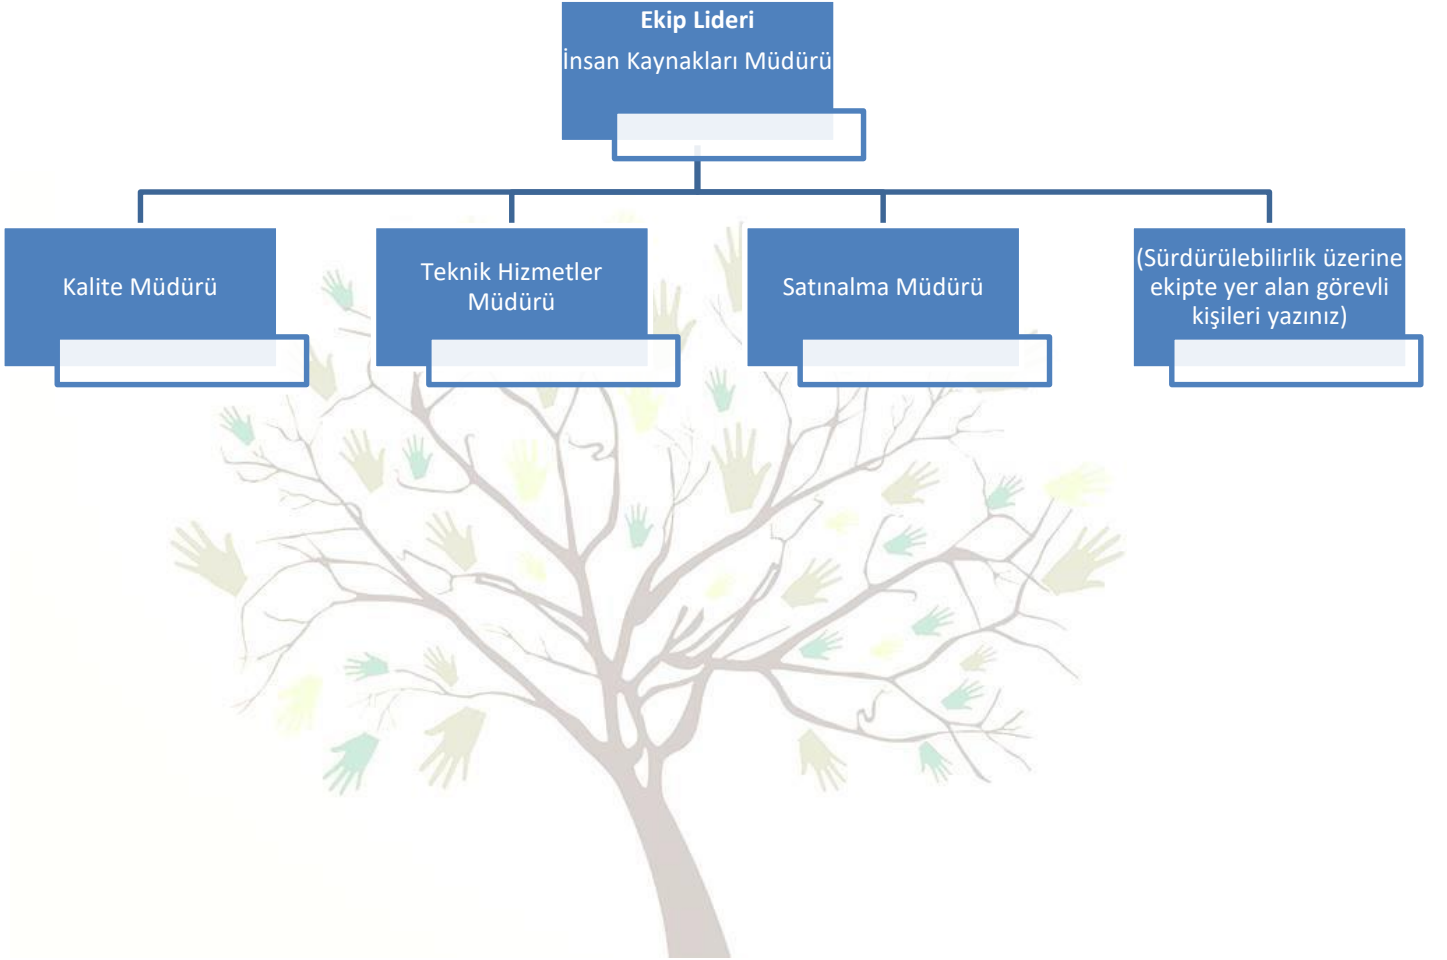 Ekip Lideri
İnsan Kaynakları Müdürü
Kalite Müdürü
Teknik Hizmetler
Müdürü
Satınalma Müdürü
(Sürdürülebilirlik üzerine
ekipte yer alan görevli
kişileri yazınız)